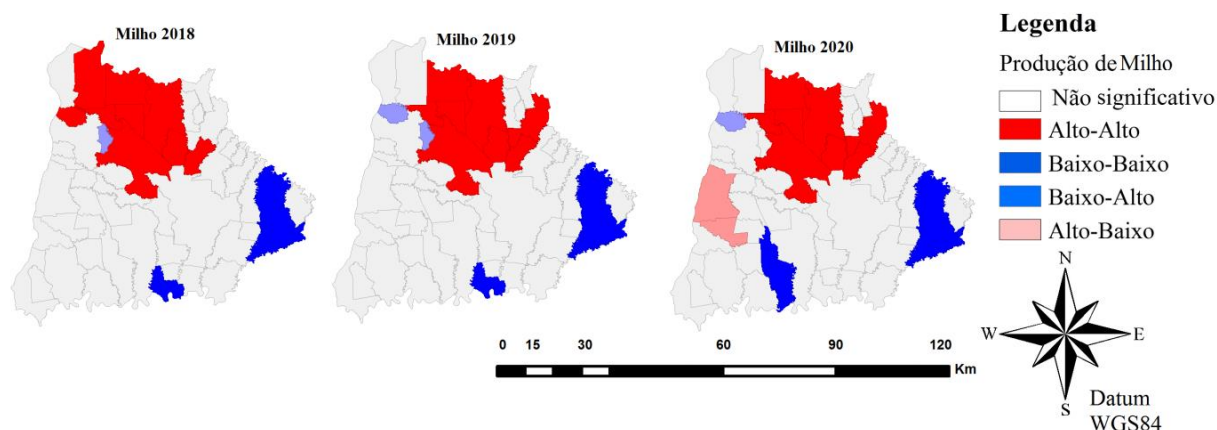 Milho 2018
Milho 2019
Milho 2020
Legenda
Produção de Milho
Não significativo
Alto-Alto
Baixo-Baixo
Baixo-Alto
Alto-Baixo
N
W
E
S
0 15 30 60 90 120
Km
Datum
WGS84